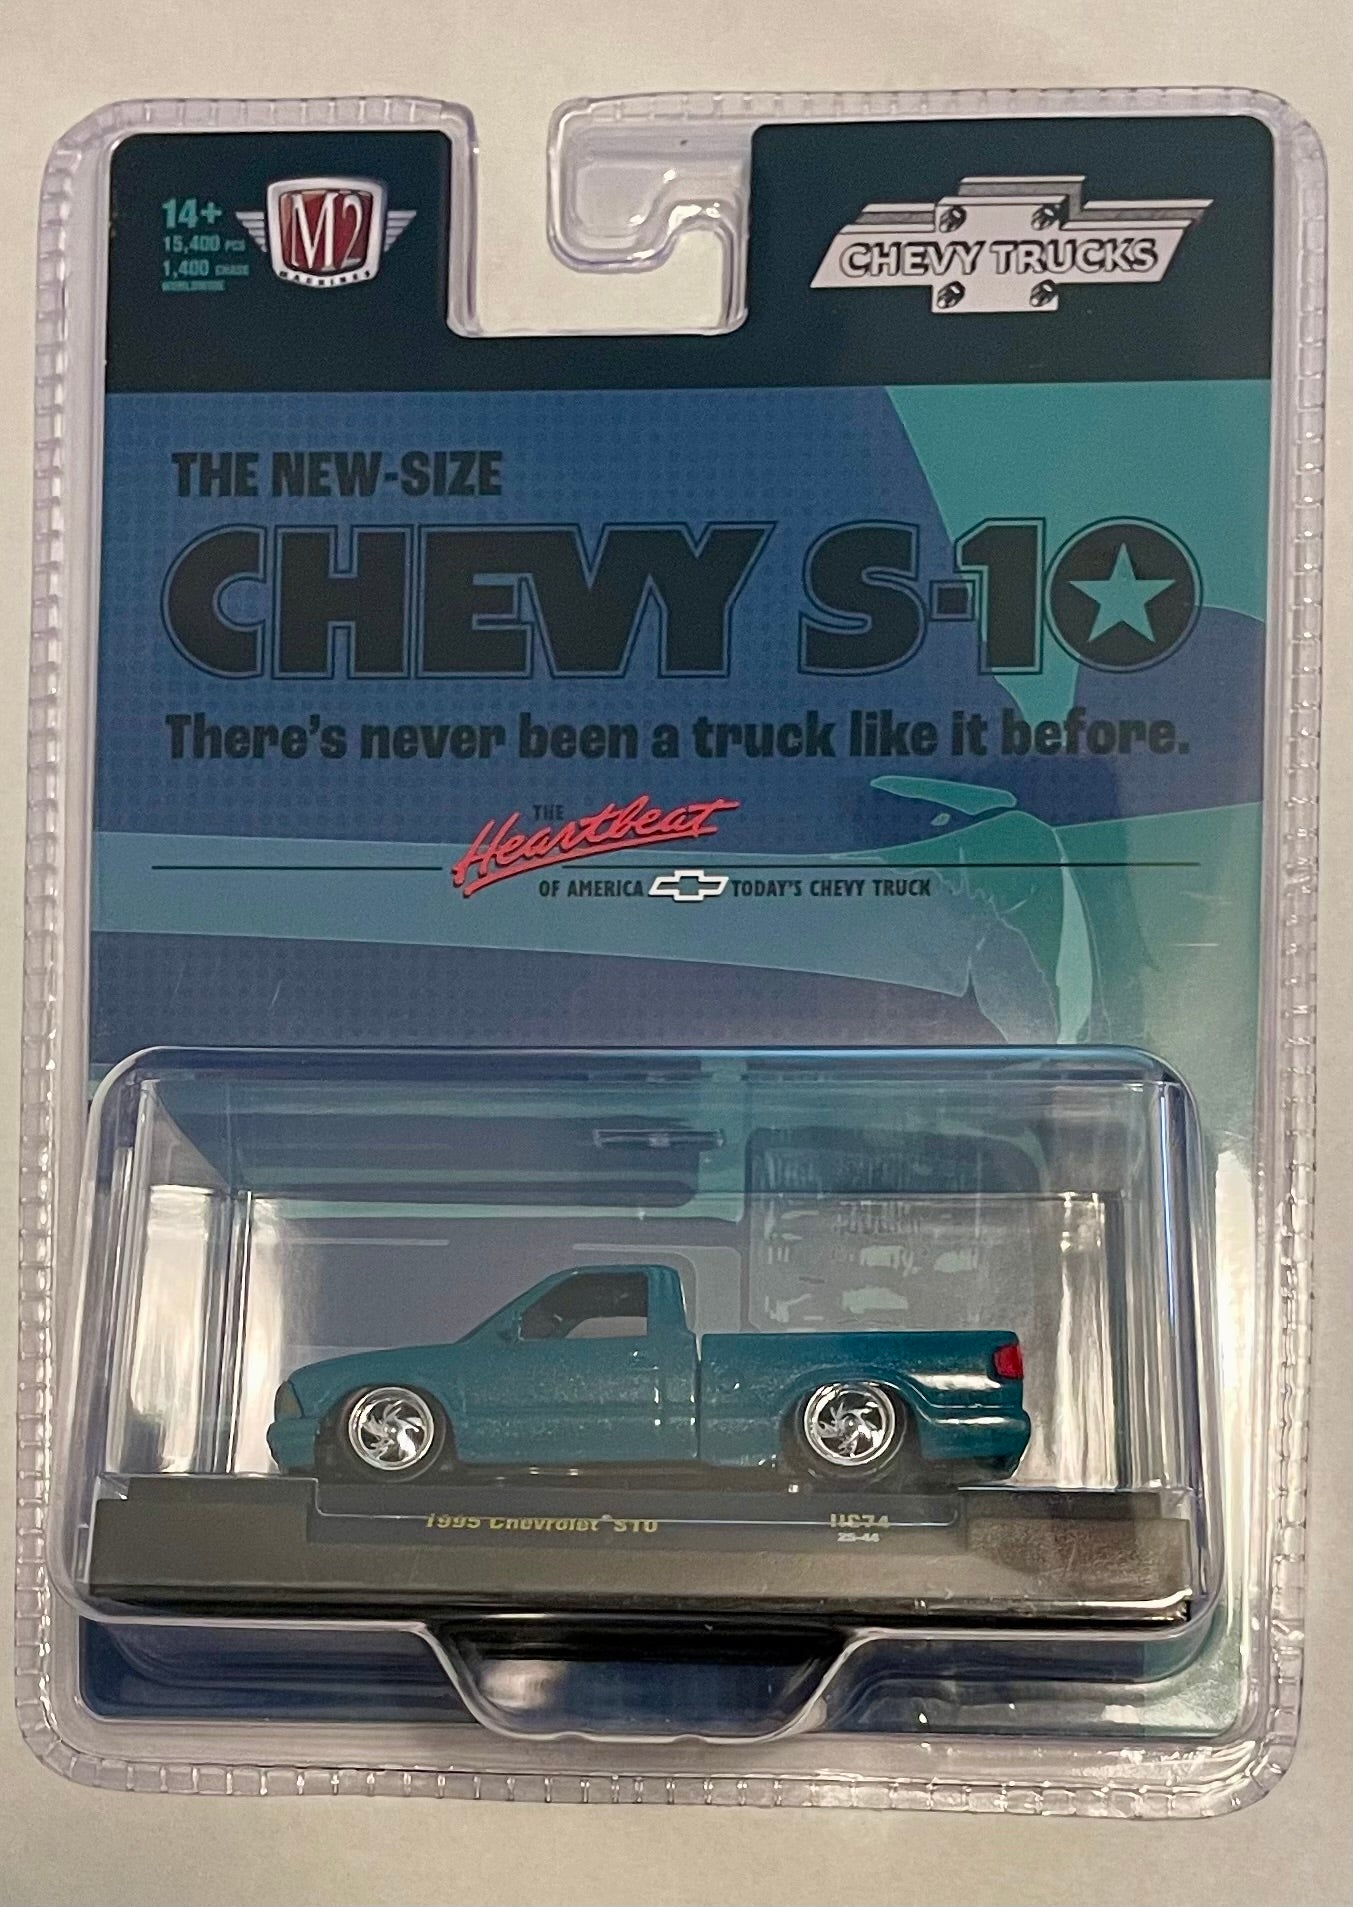 14+
15,400 PCS
1,400 CHASE
WORLDWIDE
M2
MACHINES
CHEVY TRUCKS
THE NEW-SIZE
CHEVY S-10
There's never been a truck like it before.
THE
Heartbeat
OF AMERICA TODAY'S CHEVY TRUCK
1995 Chevrolet® S10
HS74
25-44